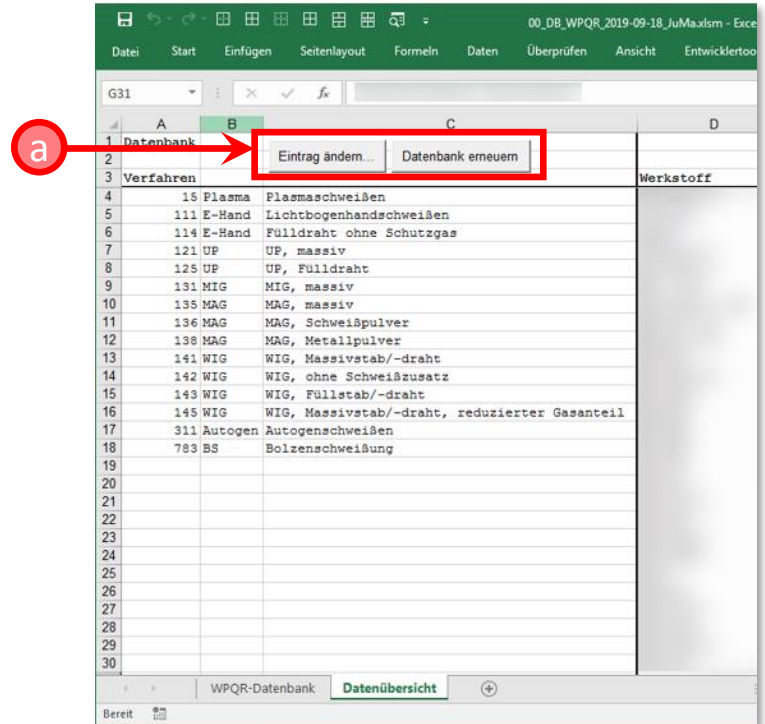 00_DB_WPQR_2019-09-18_JuMa.xlsm - Exce
Datei Start Einfügen Seitenlayout Formeln Daten Überprüfen Ansicht Entwicklertoo
G31 fx
A B C D
a
1 Datenbank
Eintrag ändern... Datenbank erneuern
2
3 Verfahren Werkstoff
4 15 Plasma Plasmaschweißen
5 111 E-Hand Lichtbogenhandschweißen
6 114 E-Hand Fülldraht ohne Schutzgas
7 121 UP UP, massiv
8 125 UP UP, Fülldraht
9 131 MIG MIG, massiv
10 135 MAG MAG, massiv
11 136 MAG MAG, Schweißpulver
12 138 MAG MAG, Metallpulver
13 141 WIG WIG, Massivstab/-draht
14 142 WIG WIG, ohne Schweißzusatz
15 143 WIG WIG, Füllstab/-draht
16 145 WIG WIG, Massivstab/-draht, reduzierter Gasanteil
17 311 Autogen Autogenschweißen
18 783 BS Bolzenschweißung
19
20
21
22
23
24
25
26
27
28
29
30
WPQR-Datenbank Datenübersicht
Bereit